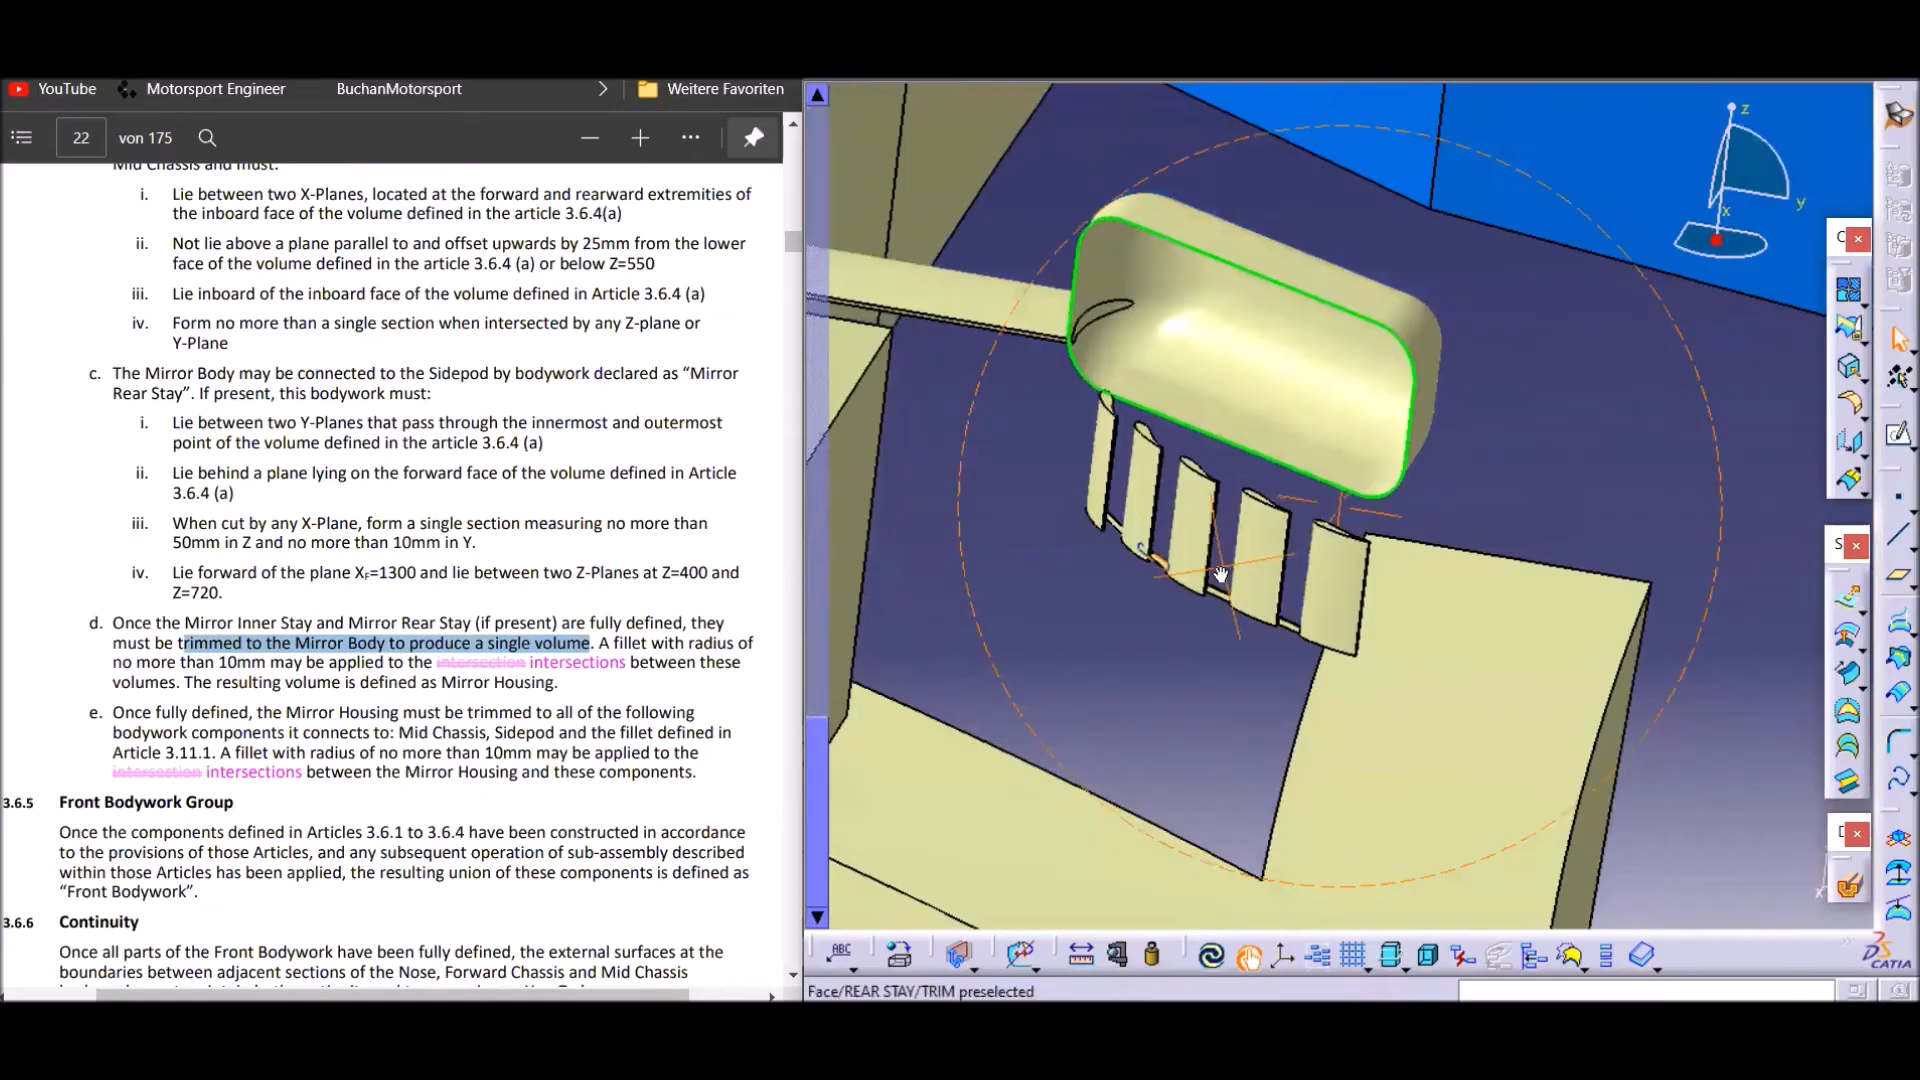 YouTube
Motorsport Engineer
BuchanMotorsport
Weitere Favoriten
22
von 175
Mid Chassis and must:
i. Lie between two X-Planes, located at the forward and rearward extremities of
the inboard face of the volume defined in the article 3.6.4(a)
ii. Not lie above a plane parallel to and offset upwards by 25mm from the lower
face of the volume defined in the article 3.6.4 (a) or below Z=550
iii. Lie inboard of the inboard face of the volume defined in Article 3.6.4 (a)
iv. Form no more than a single section when intersected by any Z-plane or
Y-Plane
c. The Mirror Body may be connected to the Sidepod by bodywork declared as “Mirror
Rear Stay”. If present, this bodywork must:
i. Lie between two Y-Planes that pass through the innermost and outermost
point of the volume defined in the article 3.6.4 (a)
ii. Lie behind a plane lying on the forward face of the volume defined in Article
3.6.4 (a)
iii. When cut by any X-Plane, form a single section measuring no more than
50mm in Z and no more than 10mm in Y.
iv. Lie forward of the plane XF=1300 and lie between two Z-Planes at Z=400 and
Z=720.
d. Once the Mirror Inner Stay and Mirror Rear Stay (if present) are fully defined, they
must be trimmed to the Mirror Body to produce a single volume. A fillet with radius of
no more than 10mm may be applied to the intersection intersections between these
volumes. The resulting volume is defined as Mirror Housing.
e. Once fully defined, the Mirror Housing must be trimmed to all of the following
bodywork components it connects to: Mid Chassis, Sidepod and the fillet defined in
Article 3.11.1. A fillet with radius of no more than 10mm may be applied to the
intersection intersections between the Mirror Housing and these components.
3.6.5 Front Bodywork Group
Once the components defined in Articles 3.6.1 to 3.6.4 have been constructed in accordance
to the provisions of those Articles, and any subsequent operation of sub-assembly described
within those Articles has been applied, the resulting union of these components is defined as
“Front Bodywork”.
3.6.6 Continuity
Once all parts of the Front Bodywork have been fully defined, the external surfaces at the
boundaries between adjacent sections of the Nose, Forward Chassis and Mid Chassis
z
y
x
C
S
D
x
ABC
CATIA
Face/REAR STAY/TRIM preselected